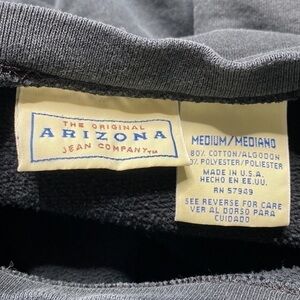 THE ORIGINAL
ARIZONA
JEAN COMPANY™
MEDIUM/MEDIANO
80% COTTON/ALGODON
20% POLYESTER/POLIESTER
MADE IN U.S.A.
HECHO EN EE.UU.
RN 57949
SEE REVERSE FOR CARE
VER AL DORSO PARA
CUIDADO